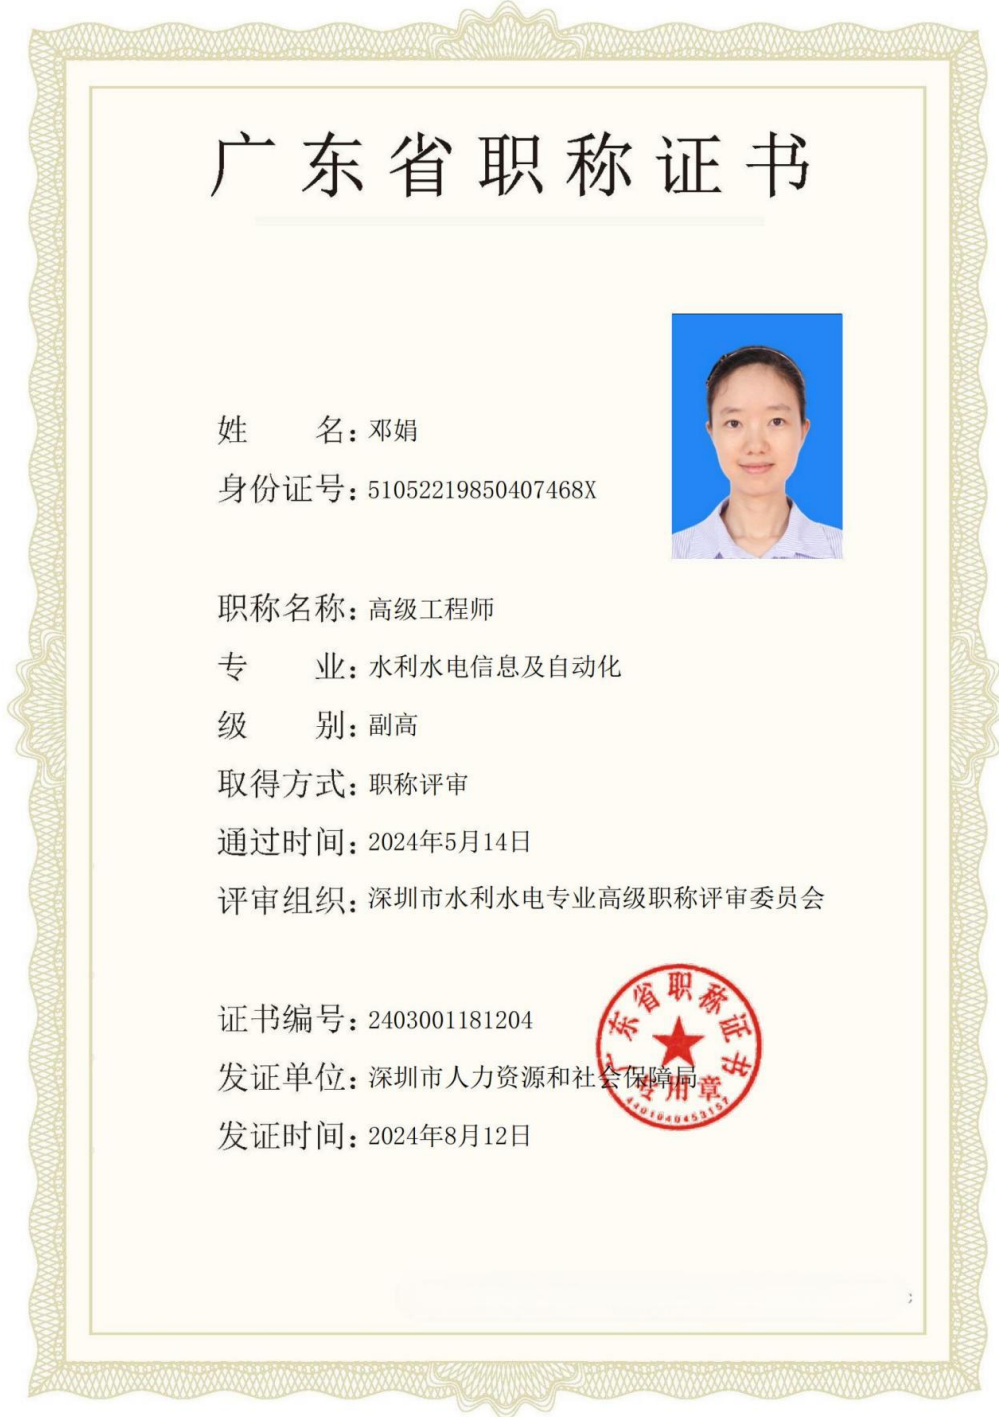 广东省职称证书
姓名：邓娟
身份证号：51052219850407468X
职称名称：高级工程师
专业：水利水电信息及自动化
级别：副高
取得方式：职称评审
通过时间：2024年5月14日
评审组织：深圳市水利水电专业高级职称评审委员会
证书编号：2403001181204
发证单位：深圳市人力资源和社会保障局
发证时间：2024年8月12日
广东省职称证书
专用章